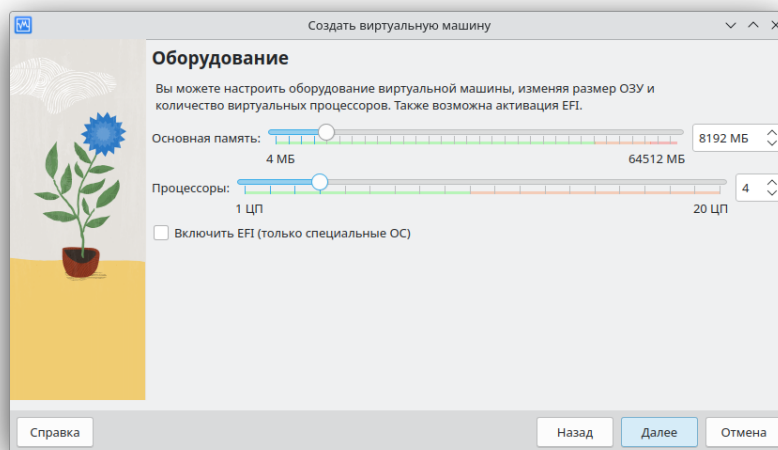 Создать виртуальную машину
Оборудование
Вы можете настроить оборудование виртуальной машины, изменяя размер ОЗУ и
количество виртуальных процессоров. Также возможна активация EFI.
Основная память:
8192 МБ
4 МБ
64512 МБ
Процессоры:
4
1 ЦП
20 ЦП
Включить EFI (только специальные ОС)
Справка
Назад
Далее
Отмена